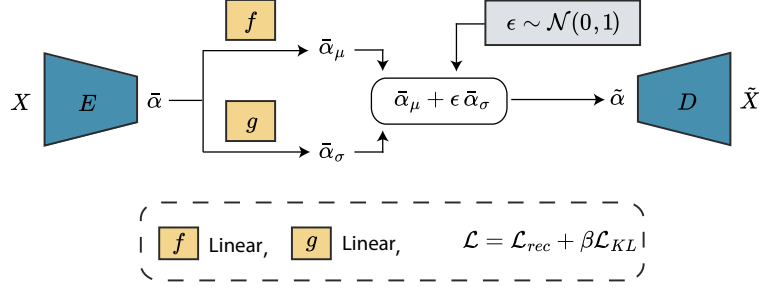 f
ε ∼ 𝒩(0, 1)
X E ᾱ ᾱ_μ ᾱ_μ + ε ᾱ_σ α̃ D X̃
g
ᾱ_σ
f Linear, g Linear, ℒ = ℒ_rec + βℒ_KL